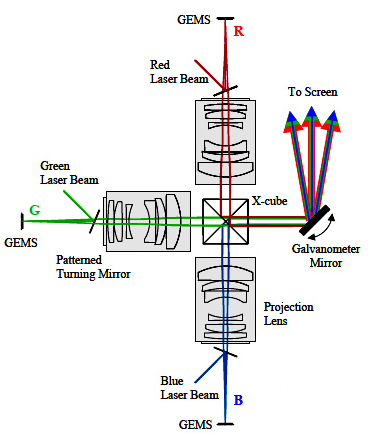 GEMS
R
Red
Laser Beam
To Screen
Green
Laser Beam
X-cube
G
GEMS
Galvanometer
Mirror
Patterned
Turning Mirror
Projection
Lens
Blue
Laser Beam
B
GEMS